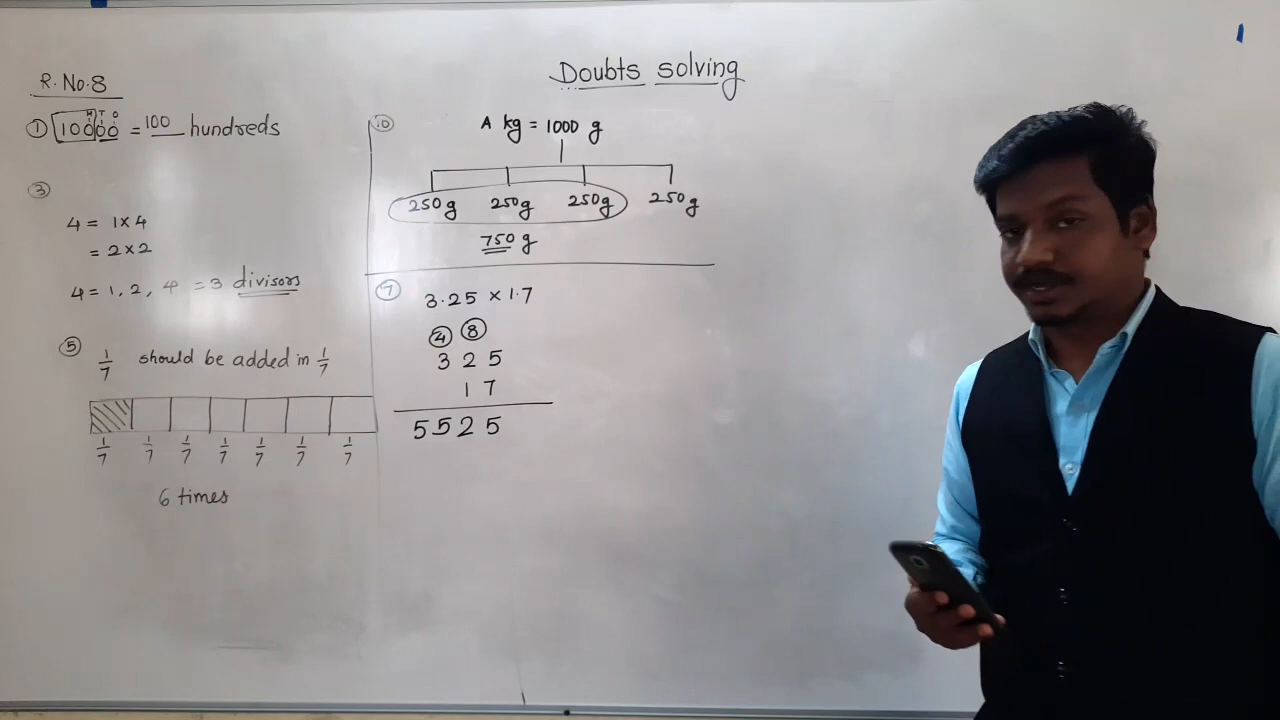 Doubts solving
R. No. 8
① 10000 = 100 hundreds
H T O
③
4 = 1×4
= 2×2
4 = 1, 2, 4 = 3 divisors
⑤ 1/7 should be added in 1/7
1/7 1/7 1/7 1/7 1/7 1/7 1/7
6 times
⑩ A kg = 1000 g
250g 250g 250g 250g
750 g
⑦ 3.25 × 1.7
④ ⑧
3 2 5
1 7
5 5 2 5